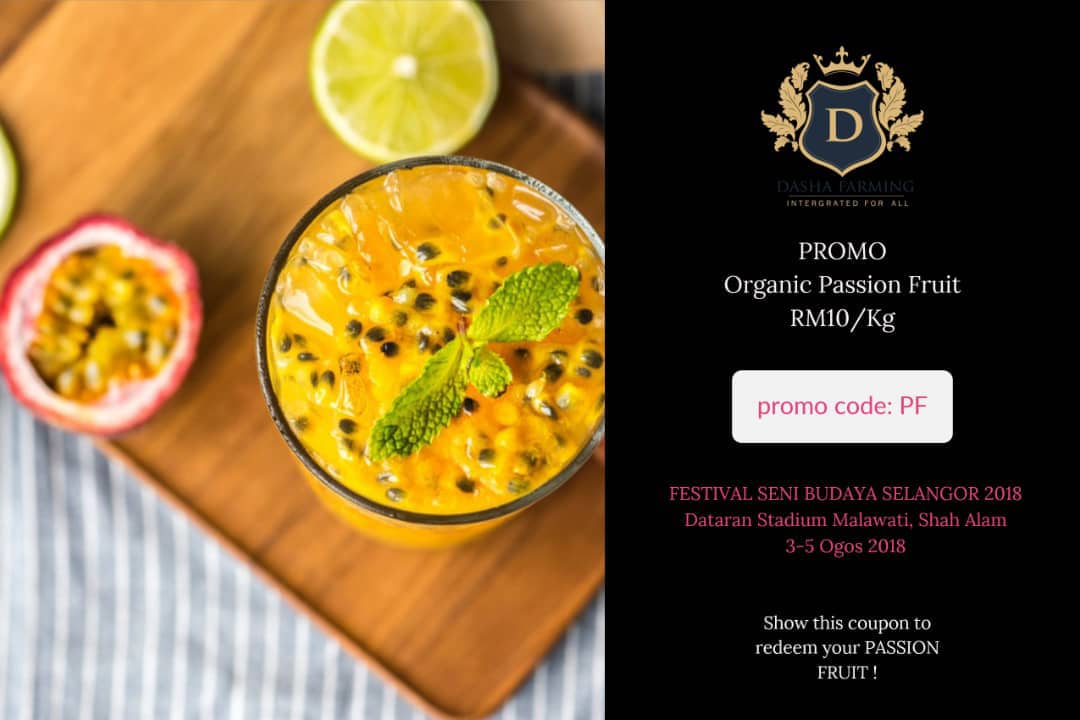 D
DASHA FARMING
INTERGRATED FOR ALL
PROMO
Organic Passion Fruit
RM10/Kg
promo code: PF
FESTIVAL SENI BUDAYA SELANGOR 2018
Dataran Stadium Malawati, Shah Alam
3-5 Ogos 2018
Show this coupon to
redeem your PASSION
FRUIT !